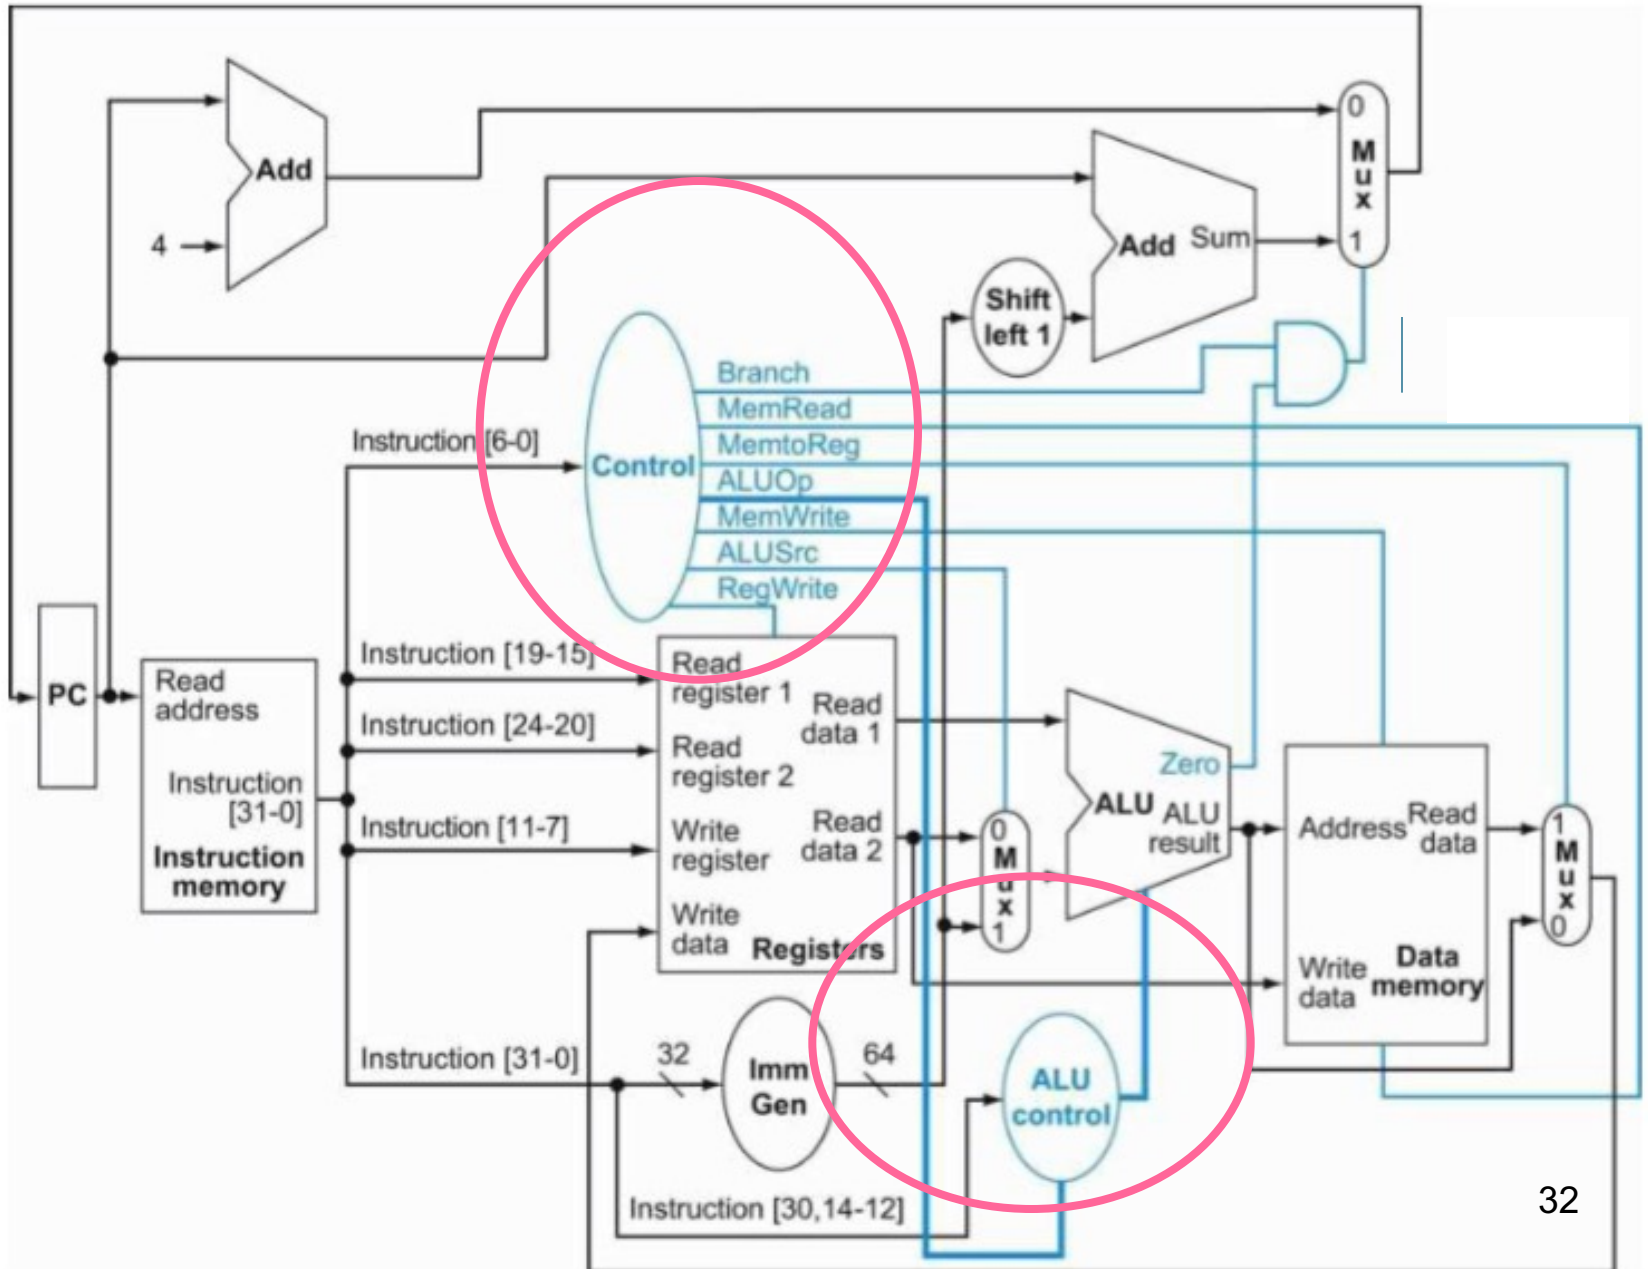 0
M
u
x
1
Add
4
Add Sum
Shift
left 1
Branch
MemRead
MemtoReg
ALUOp
MemWrite
ALUSrc
RegWrite
Control
Instruction [6-0]
Instruction [19-15]
Instruction [24-20]
Instruction [11-7]
Instruction [31-0]
PC
Read
address
Instruction
[31-0]
Instruction
memory
Read
register 1
Read
register 2
Write
register
Write
data
Read
data 1
Read
data 2
Registers
0
M
u
x
1
Zero
ALU
ALU
result
Address
Read
data
Write
data
Data
memory
1
M
u
x
0
32
Imm
Gen
64
ALU
control
Instruction [30,14-12]
32